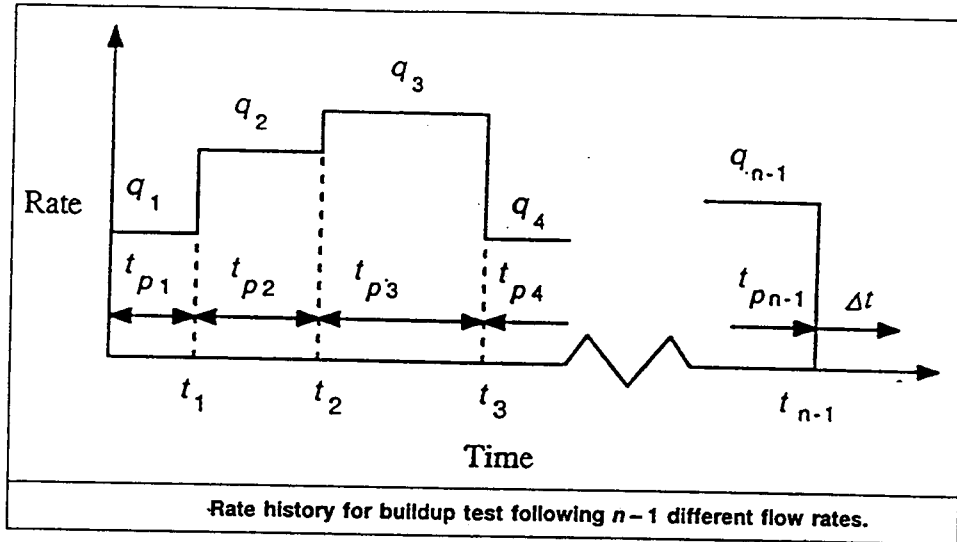 q3
q2
q1
q4
q.n-1
Rate
tp1
tp2
tp3
tp4
tpn-1
Δt
t1
t2
t3
tn-1
Time
Rate history for buildup test following n–1 different flow rates.